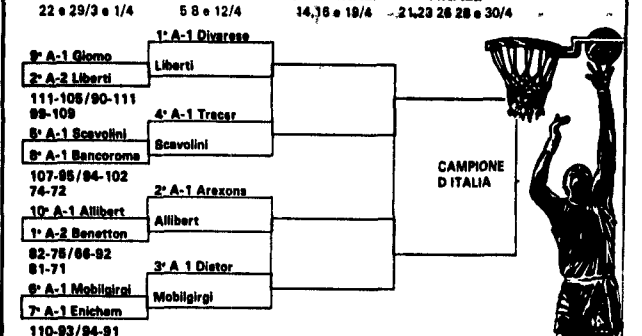 22 e 29/3 e 1/4 5 8 e 12/4 14,16 e 19/4 21,23 26 28 e 30/4
1ª A-1 Divarese
9ª A-1 Giomo
Liberti
2ª A-2 Liberti
111-105/90-111
99-109
4ª A-1 Tracer
5ª A-1 Scavolini
Scavolini
8ª A-1 Bancoroma
107-95/94-102
74-72
CAMPIONE
D ITALIA
2ª A-1 Arexons
10ª A-1 Allibert
Allibert
1ª A-2 Benetton
82-75/66-92
81-71
3ª A 1 Dietor
6ª A-1 Mobilgirgi
Mobilgirgi
7ª A-1 Enichem
110-93/94-91